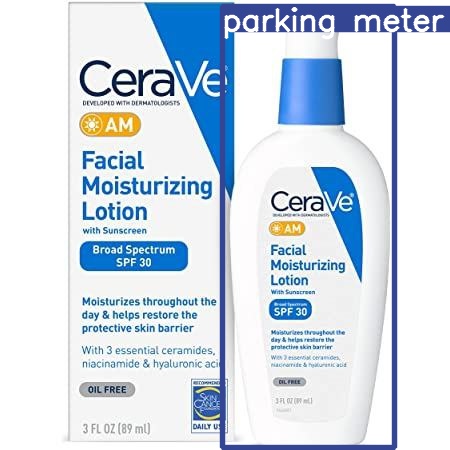 parking meter
CeraVe
DEVELOPED WITH DERMATOLOGISTS
AM
Facial
Moisturizing
Lotion
with Sunscreen
Broad Spectrum
SPF 30
Moisturizes throughout the
day & helps restore the
protective skin barrier
With 3 essential ceramides,
niacinamide & hyaluronic acid
OIL FREE
3 FL OZ (89 ml)
RECOMMENDED
SKIN
CANCER
DAILY US
CeraVe
DEVELOPED WITH DERMATOLOGISTS
AM
Facial
Moisturizing
Lotion
With Sunscreen
Broad Spectrum
SPF 30
Moisturizes throughout the
day & helps restore the
protective skin barrier
With 3 essential ceramides,
niacinamide & hyaluronic acid
OIL FREE
3 FL OZ (89 ml)